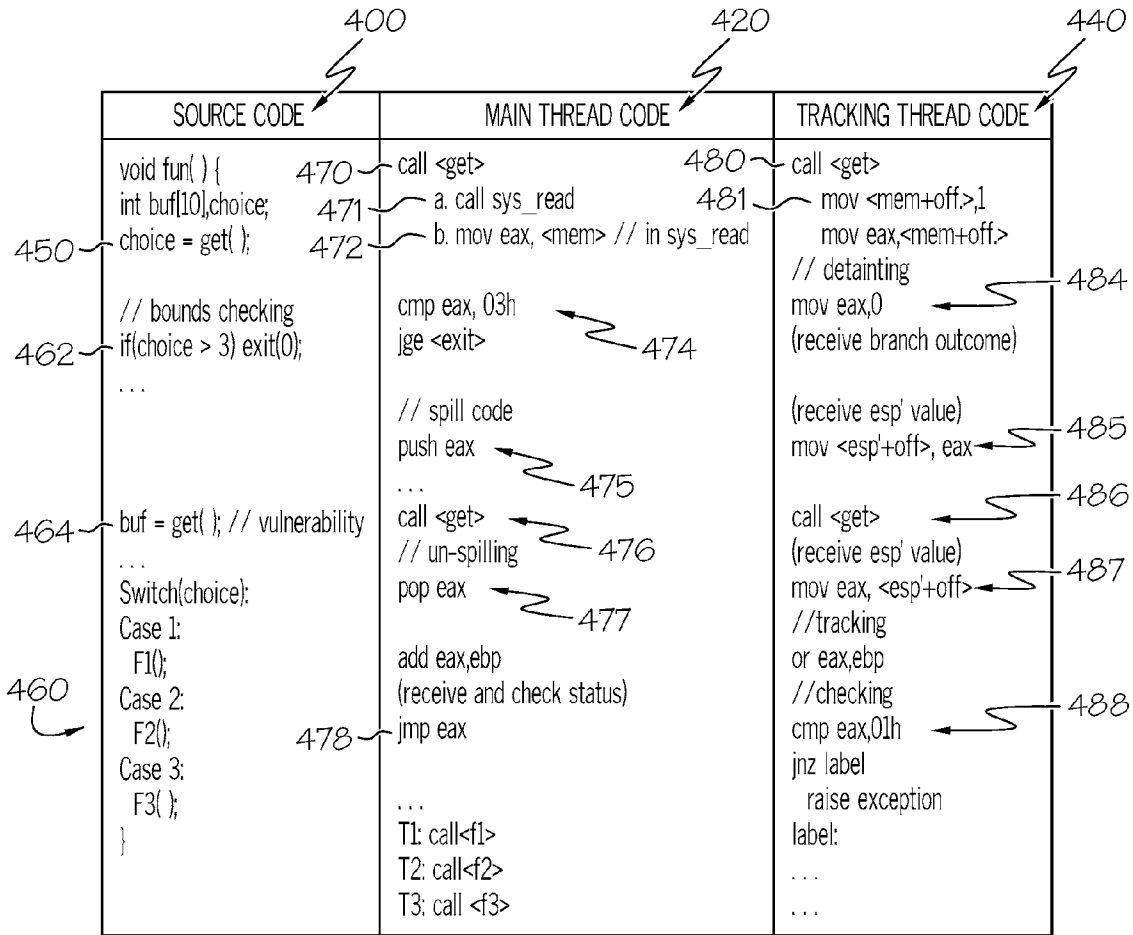 400
420
440
SOURCE CODE
MAIN THREAD CODE
TRACKING THREAD CODE
void fun( ) {
int buf[10],choice;
450
choice = get( );
// bounds checking
462
if(choice > 3) exit(0);
. . .
464
buf = get( ); // vulnerability
. . .
Switch(choice):
Case 1:
F1();
460
Case 2:
F2();
Case 3:
F3( );
}
470
call <get>
471
a. call sys_read
472
b. mov eax, <mem> // in sys_read
cmp eax, 03h
474
jge <exit>
// spill code
push eax
475
. . .
call <get>
476
// un-spilling
pop eax
477
add eax,ebp
(receive and check status)
478
jmp eax
. . .
T1: call<f1>
T2: call<f2>
T3: call <f3>
480
call <get>
481
mov <mem+off.>,1
mov eax,<mem+off.>
// detainting
484
mov eax,0
(receive branch outcome)
(receive esp' value)
485
mov <esp'+off>, eax
486
call <get>
(receive esp' value)
487
mov eax, <esp'+off>
//tracking
or eax,ebp
//checking
488
cmp eax,01h
jnz label
raise exception
label:
. . .
. . .